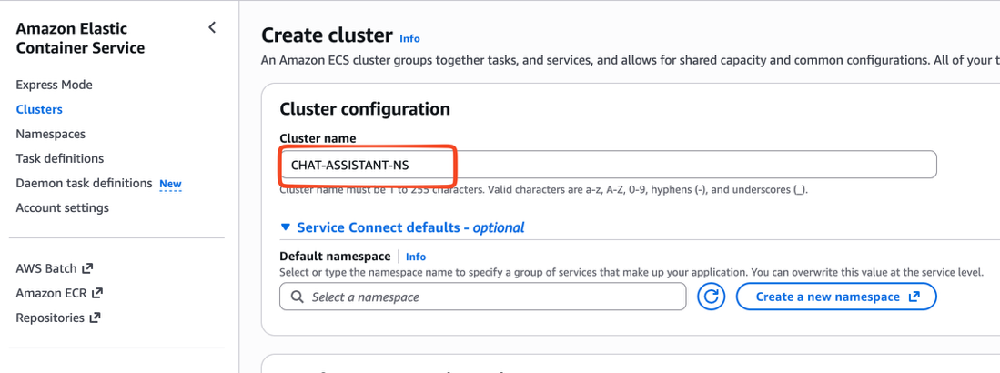 Amazon Elastic
Container Service
Express Mode
Clusters
Namespaces
Task definitions
Daemon task definitions New
Account settings
AWS Batch
Amazon ECR
Repositories
Create cluster Info
An Amazon ECS cluster groups together tasks, and services, and allows for shared capacity and common configurations. All of your t
Cluster configuration
Cluster name
CHAT-ASSISTANT-NS
Cluster name must be 1 to 255 characters. Valid characters are a-z, A-Z, 0-9, hyphens (-), and underscores (_).
Service Connect defaults - optional
Default namespace Info
Select or type the namespace name to specify a group of services that make up your application. You can overwrite this value at the service level.
Select a namespace
Create a new namespace